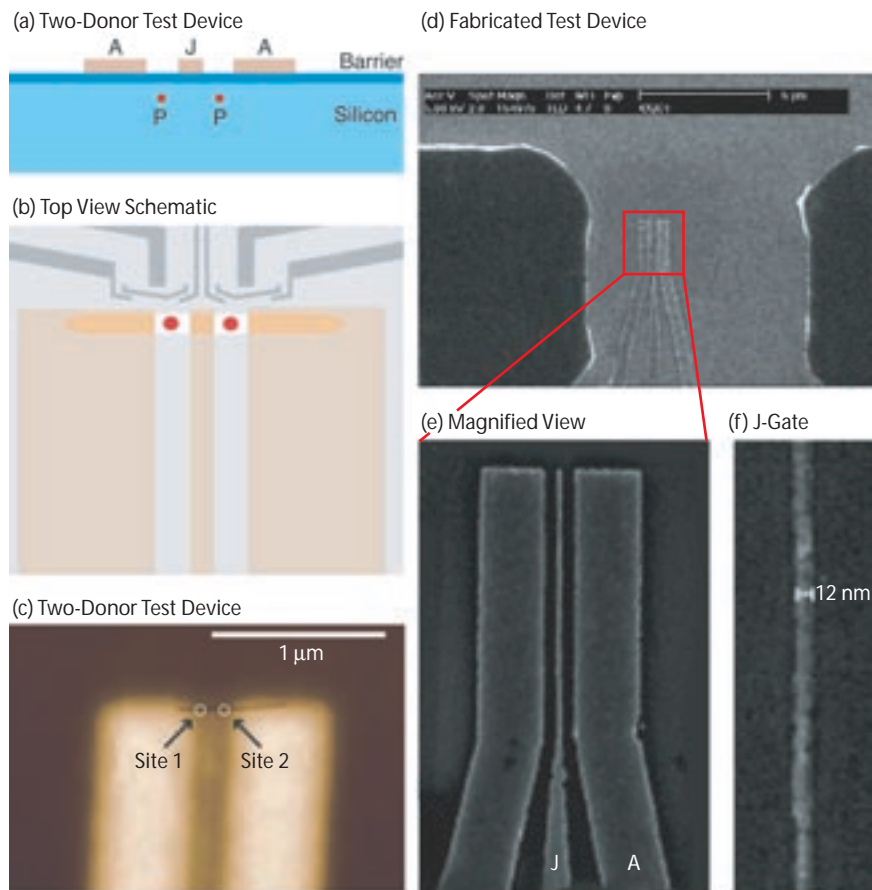 (a) Two-Donor Test Device
A J A
Barrier
P P
Silicon
(b) Top View Schematic
(c) Two-Donor Test Device
1 μm
Site 1 Site 2
(d) Fabricated Test Device
(e) Magnified View
J A
(f) J-Gate
12 nm